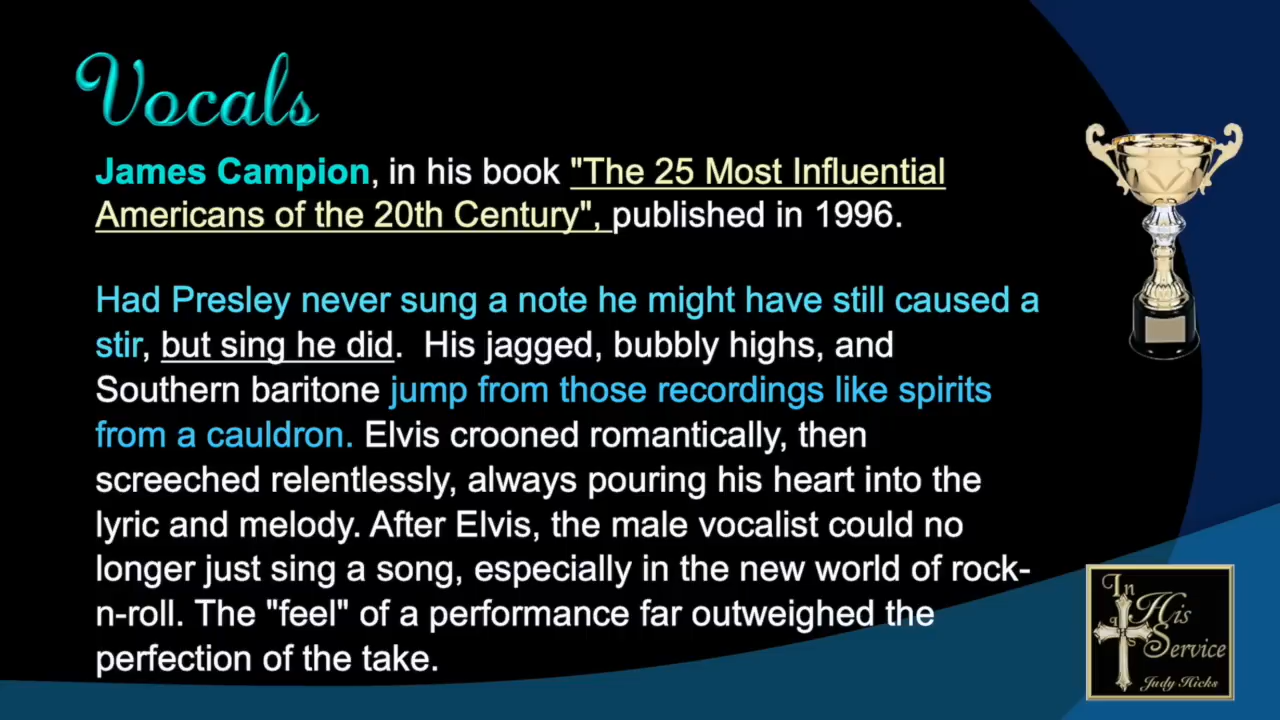 Vocals
James Campion, in his book "The 25 Most Influential
Americans of the 20th Century", published in 1996.
Had Presley never sung a note he might have still caused a
stir, but sing he did.  His jagged, bubbly highs, and
Southern baritone jump from those recordings like spirits
from a cauldron. Elvis crooned romantically, then
screeched relentlessly, always pouring his heart into the
lyric and melody. After Elvis, the male vocalist could no
longer just sing a song, especially in the new world of rock-
n-roll. The "feel" of a performance far outweighed the
perfection of the take.
In
His
Service
Judy Hicks